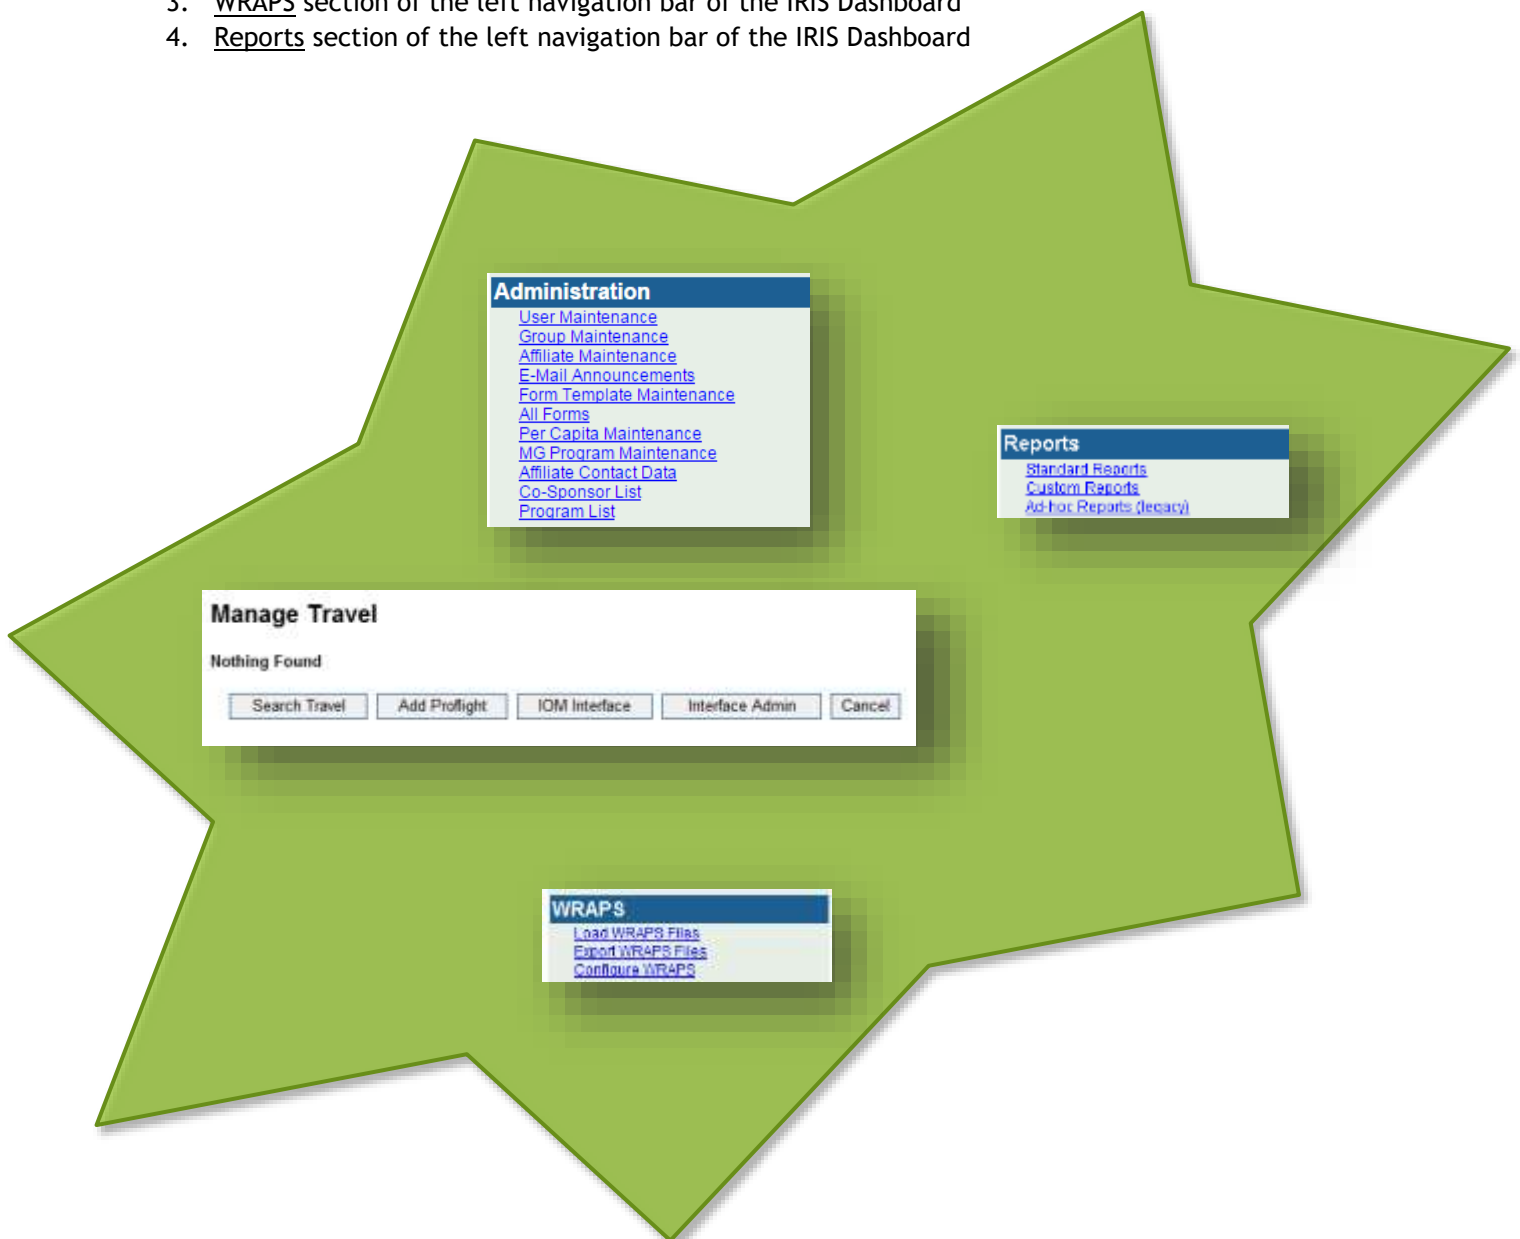 3. WRAPS section of the left navigation bar of the IRIS Dashboard
4. Reports section of the left navigation bar of the IRIS Dashboard
Administration
User Maintenance
Group Maintenance
Affiliate Maintenance
E-Mail Announcements
Form Template Maintenance
All Forms
Per Capita Maintenance
MG Program Maintenance
Affiliate Contact Data
Co-Sponsor List
Program List
Reports
Standard Reports
Custom Reports
Ad-hoc Reports (legacy)
Manage Travel
Nothing Found
Search Travel Add Proflight IOM Interface Interface Admin Cancel
WRAPS
Load WRAPS Files
Export WRAPS Files
Configure WRAPS